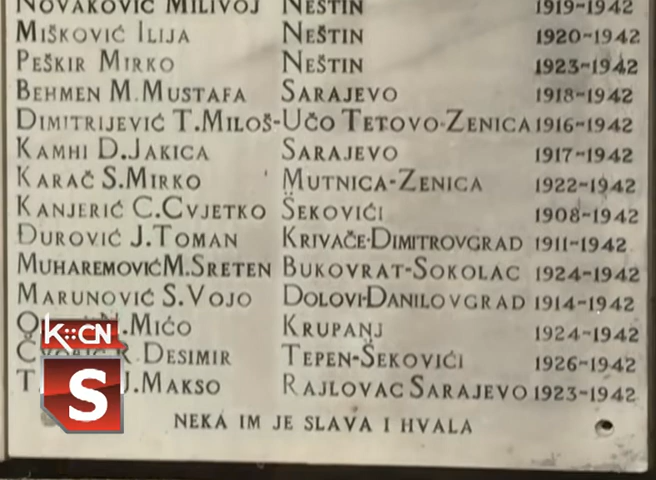 NOVAKOVIĆ MILIVOJ NEŠTIN 1919-1942
MIŠKOVIĆ ILIJA NEŠTIN 1920-1942
PEŠKIR MIRKO NEŠTIN 1923-1942
BEHMEN M.MUSTAFA SARAJEVO 1918-1942
DIMITRIJEVIĆ T.MILOŠ-UČO TETOVO-ZENICA 1916-1942
KAMHI D.JAKICA SARAJEVO 1917-1942
KARAČ S.MIRKO MUTNICA-ZENICA 1922-1942
KANJERIĆ C.CVJETKO ŠEKOVIĆI 1908-1942
ĐUROVIĆ J.TOMAN KRIVAČE-DIMITROVGRAD 1911-1942
MUHAREMOVIĆ M.SRETEN BUKOVRAT-SOKOLAC 1924-1942
MARUNOVIĆ S.VOJO DOLOVI-DANILOVGRAD 1914-1942
N.MIĆO KRUPANJ 1924-1942
R.DESIMIR TEPEN-ŠEKOVIĆI 1926-1942
J.MAKSO RAJLOVAC SARAJEVO 1923-1942
NEKA IM JE SLAVA I HVALA
K::CN
S